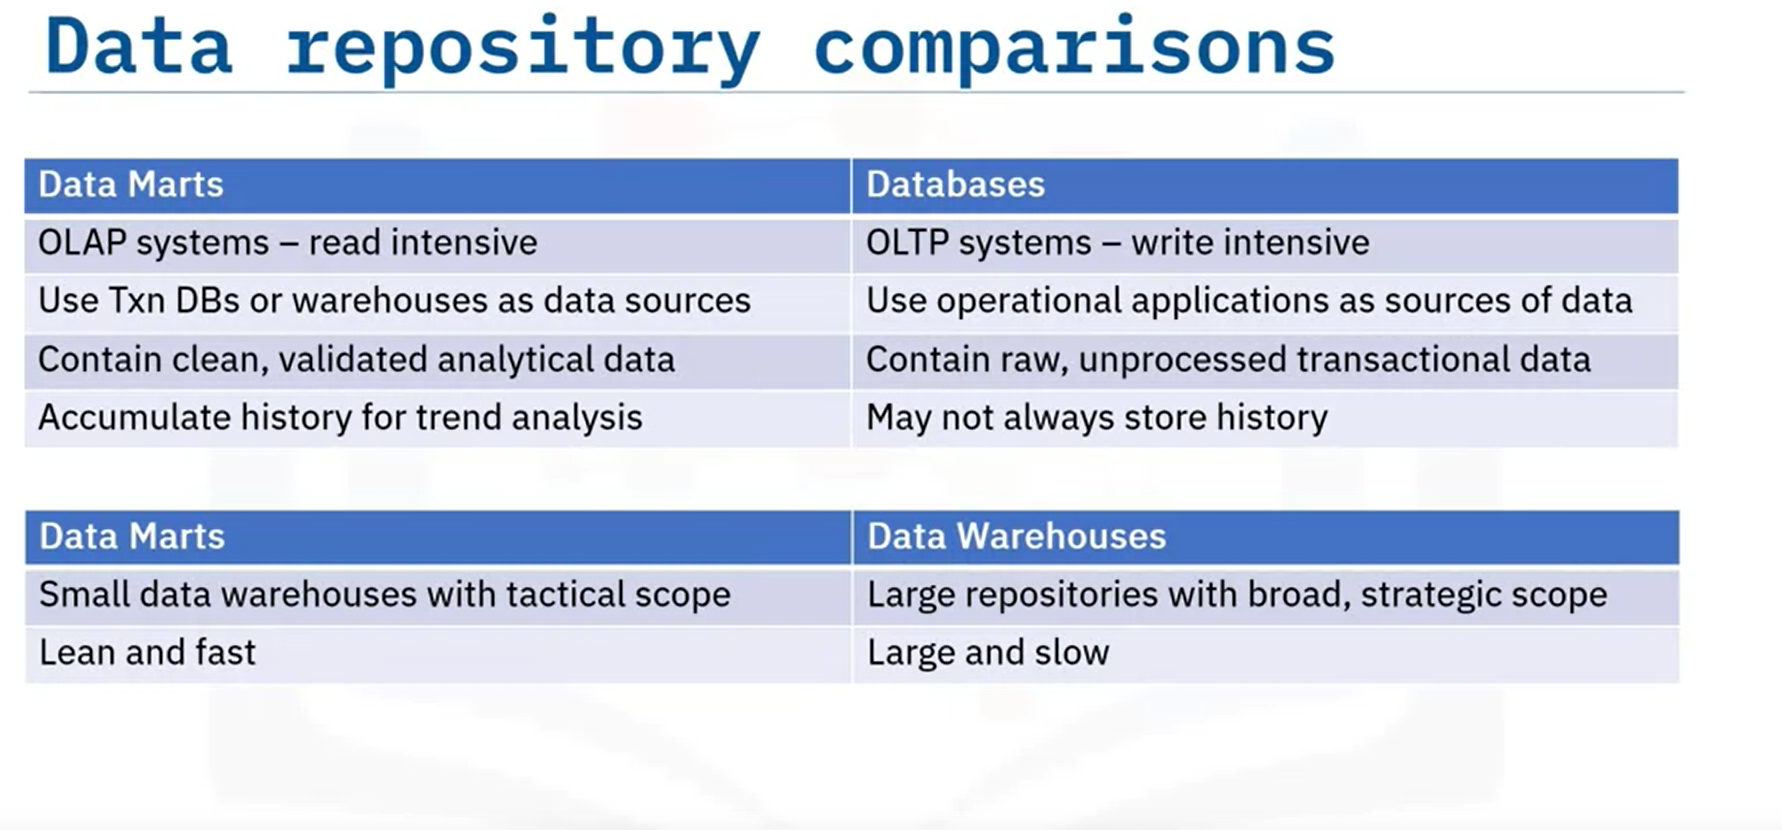 Data repository comparisons
Data Marts Databases
OLAP systems – read intensive OLTP systems – write intensive
Use Txn DBs or warehouses as data sources Use operational applications as sources of data
Contain clean, validated analytical data Contain raw, unprocessed transactional data
Accumulate history for trend analysis May not always store history
Data Marts Data Warehouses
Small data warehouses with tactical scope Large repositories with broad, strategic scope
Lean and fast Large and slow